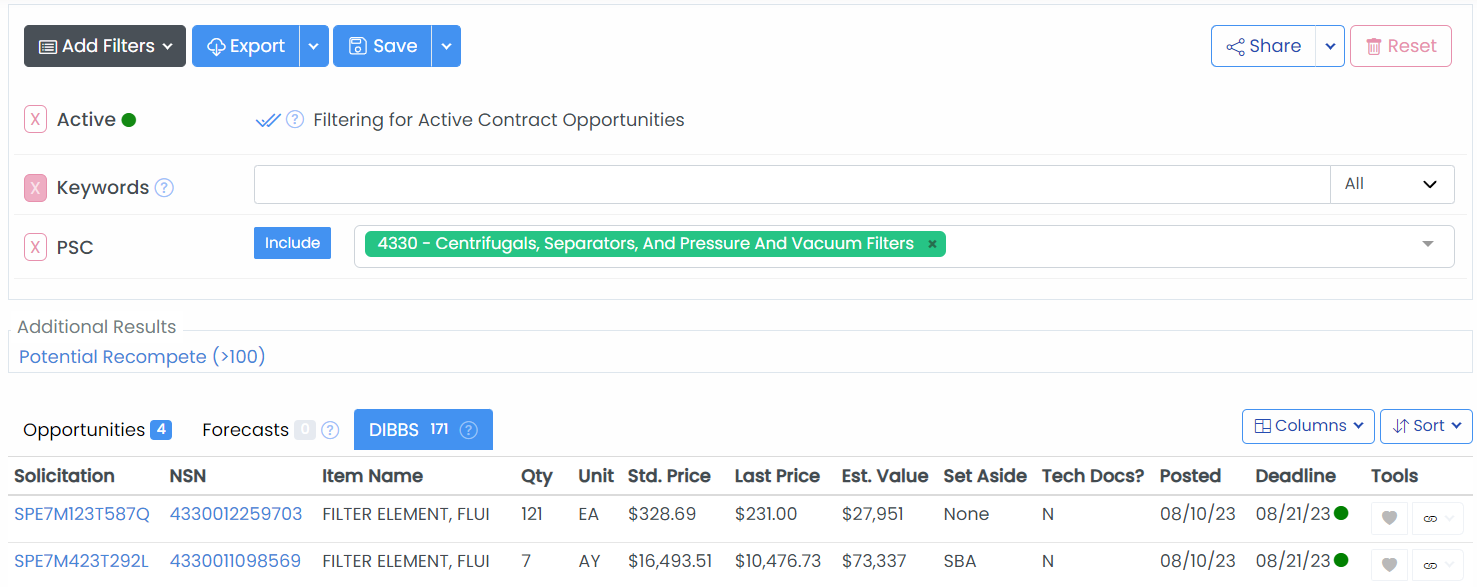 Add Filters Export Save Share Reset
X Active ? Filtering for Active Contract Opportunities
X Keywords ? All
X PSC Include 4330 - Centrifugals, Separators, And Pressure And Vacuum Filters ×
Additional Results
Potential Recompete (>100)
Opportunities 4 Forecasts 0 ? DIBBS 171 ? Columns Sort
Solicitation NSN Item Name Qty Unit Std. Price Last Price Est. Value Set Aside Tech Docs? Posted Deadline Tools
SPE7M123T587Q 4330012259703 FILTER ELEMENT, FLUI 121 EA $328.69 $231.00 $27,951 None N 08/10/23 08/21/23
SPE7M423T292L 4330011098569 FILTER ELEMENT, FLUI 7 AY $16,493.51 $10,476.73 $73,337 SBA N 08/10/23 08/21/23